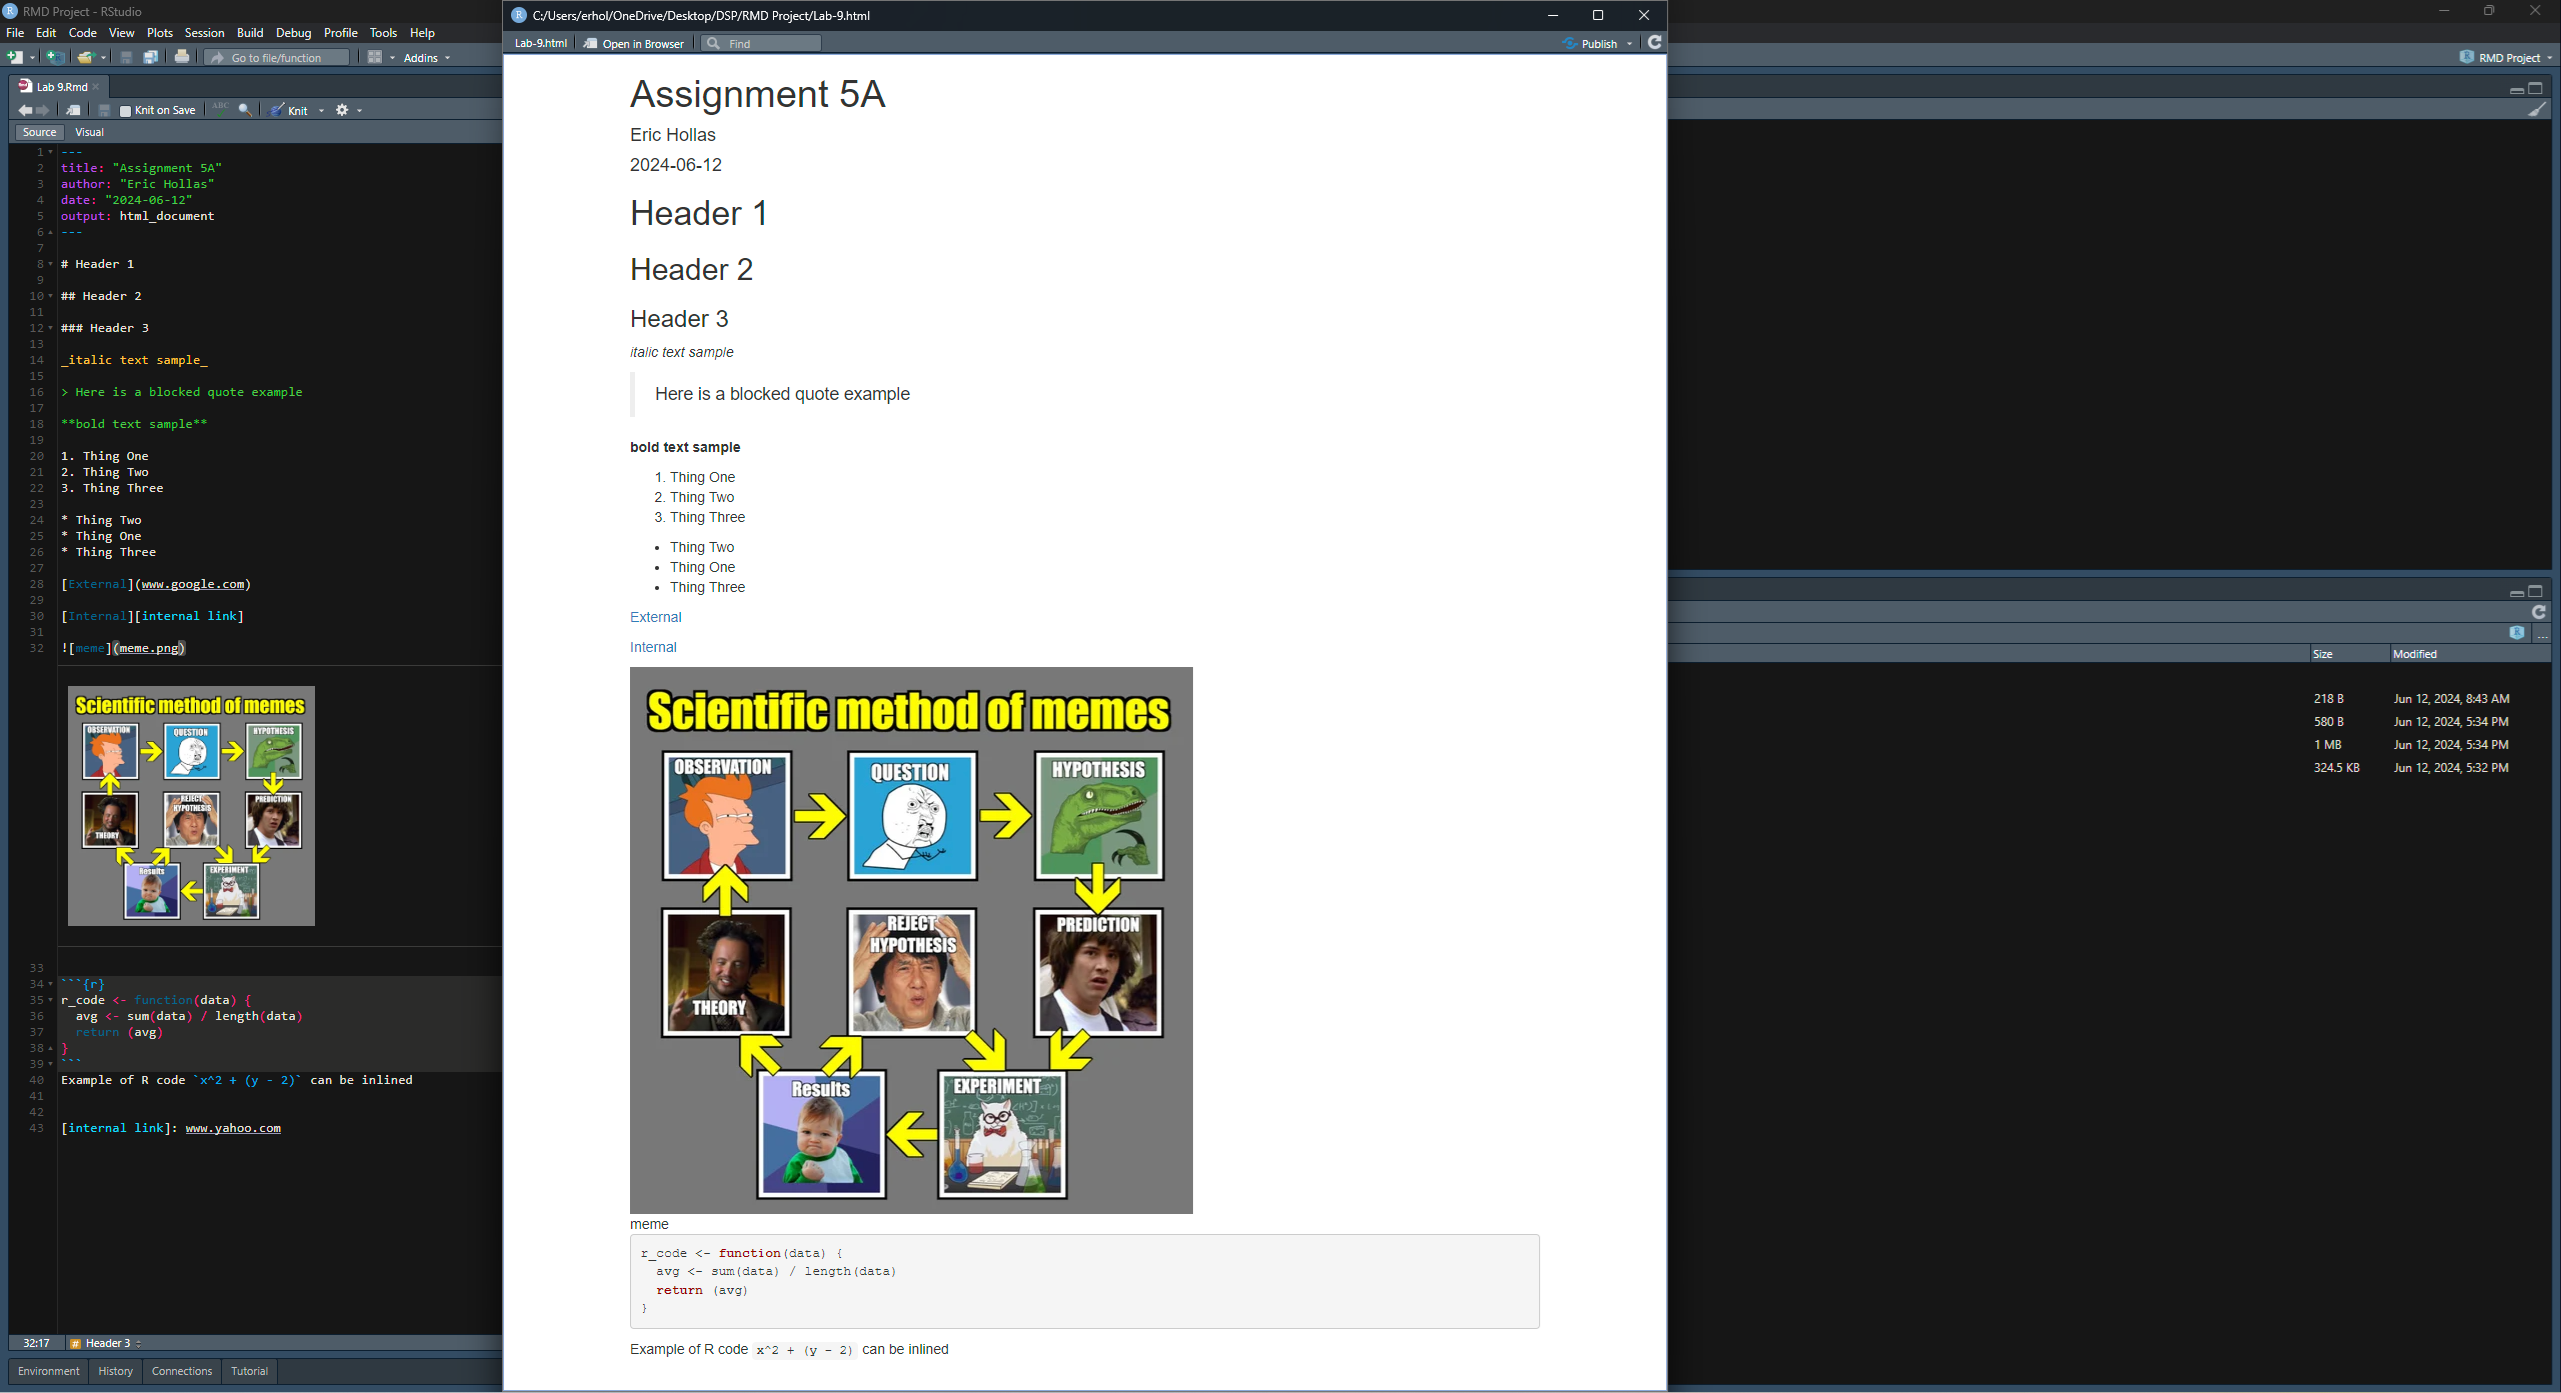 RMD Project - RStudio
File Edit Code View Plots Session Build Debug Profile Tools Help
Go to file/function
Addins
RMD Project
Lab 9.Rmd
Knit on Save
ABC
Knit
Source Visual
1 ---
2 title: "Assignment 5A"
3 author: "Eric Hollas"
4 date: "2024-06-12"
5 output: html_document
6 ---
7
8 # Header 1
9
10 ## Header 2
11
12 ### Header 3
13
14 _italic text sample_
15
16 > Here is a blocked quote example
17
18 **bold text sample**
19
20 1. Thing One
21 2. Thing Two
22 3. Thing Three
23
24 * Thing Two
25 * Thing One
26 * Thing Three
27
28 [External](www.google.com)
29
30 [Internal][internal link]
31
32 ![meme](meme.png)
Scientific method of memes
OBSERVATION QUESTION HYPOTHESIS
THEORY REJECT HYPOTHESIS PREDICTION
Results EXPERIMENT
33
34 ```{r}
35 r_code <- function(data) {
36 avg <- sum(data) / length(data)
37 return (avg)
38 }
39 ```
40 Example of R code `x^2 + (y - 2)` can be inlined
41
42
43 [internal link]: www.yahoo.com
32:17 # Header 3
Environment History Connections Tutorial
C:/Users/erhol/OneDrive/Desktop/DSP/RMD Project/Lab-9.html
Lab-9.html Open in Browser Find Publish
Assignment 5A
Eric Hollas
2024-06-12
Header 1
Header 2
Header 3
italic text sample
Here is a blocked quote example
bold text sample
1. Thing One
2. Thing Two
3. Thing Three
• Thing Two
• Thing One
• Thing Three
External
Internal
Scientific method of memes
OBSERVATION QUESTION HYPOTHESIS
THEORY
REJECT
HYPOTHESIS
PREDICTION
Results EXPERIMENT
meme
r_code <- function(data) {
avg <- sum(data) / length(data)
return (avg)
}
Example of R code x^2 + (y - 2) can be inlined
Size Modified
218 B Jun 12, 2024, 8:43 AM
580 B Jun 12, 2024, 5:34 PM
1 MB Jun 12, 2024, 5:34 PM
324.5 KB Jun 12, 2024, 5:32 PM